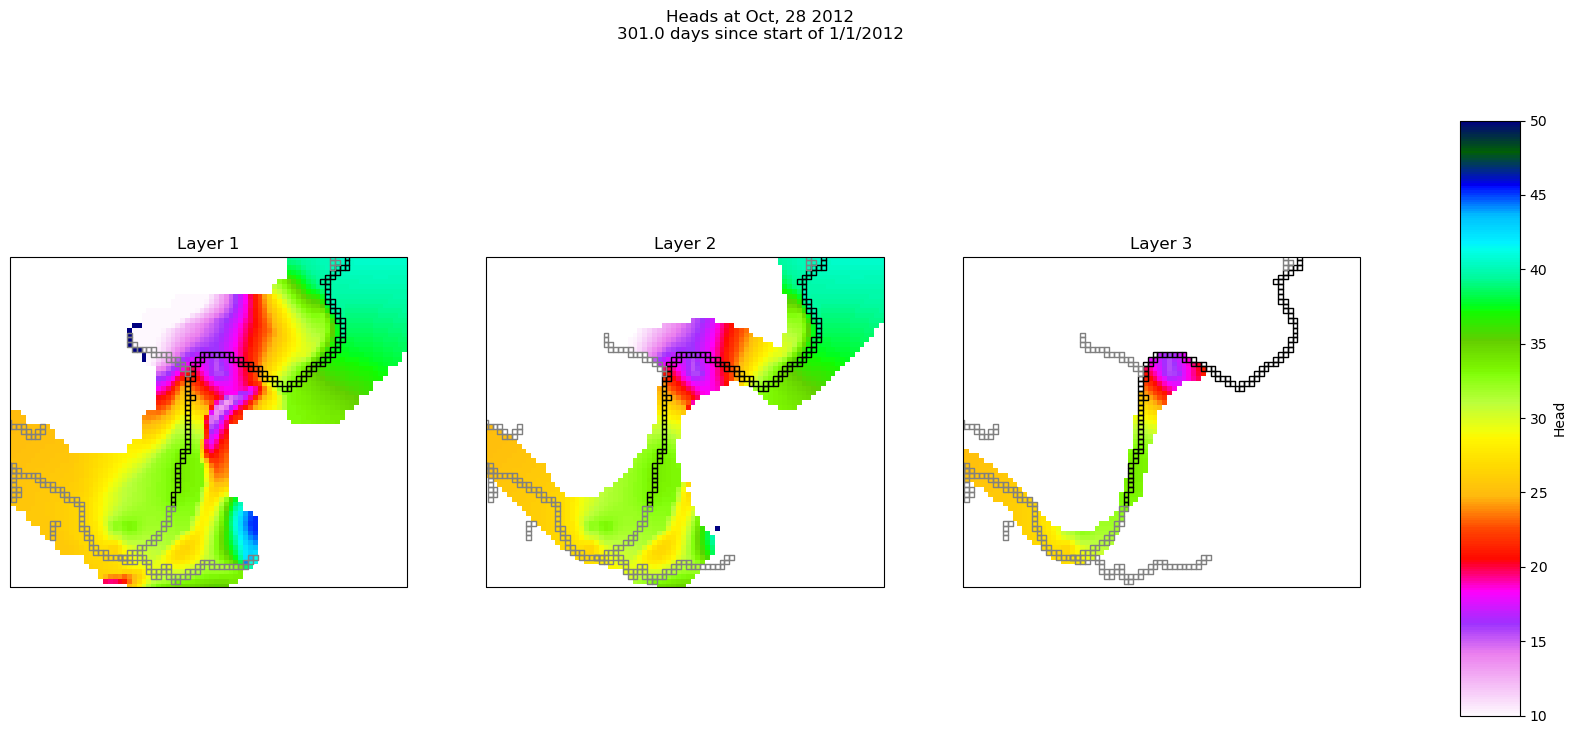 Heads at Oct, 28 2012
301.0 days since start of 1/1/2012
Layer 1
Layer 2
Layer 3
50
45
40
35
30
25
20
15
10
Head